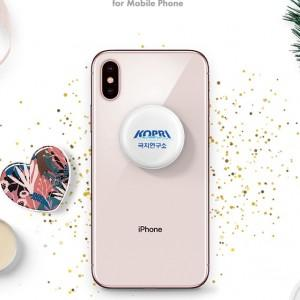 for Mobile Phone
KOPRI
극지연구소
iPhone